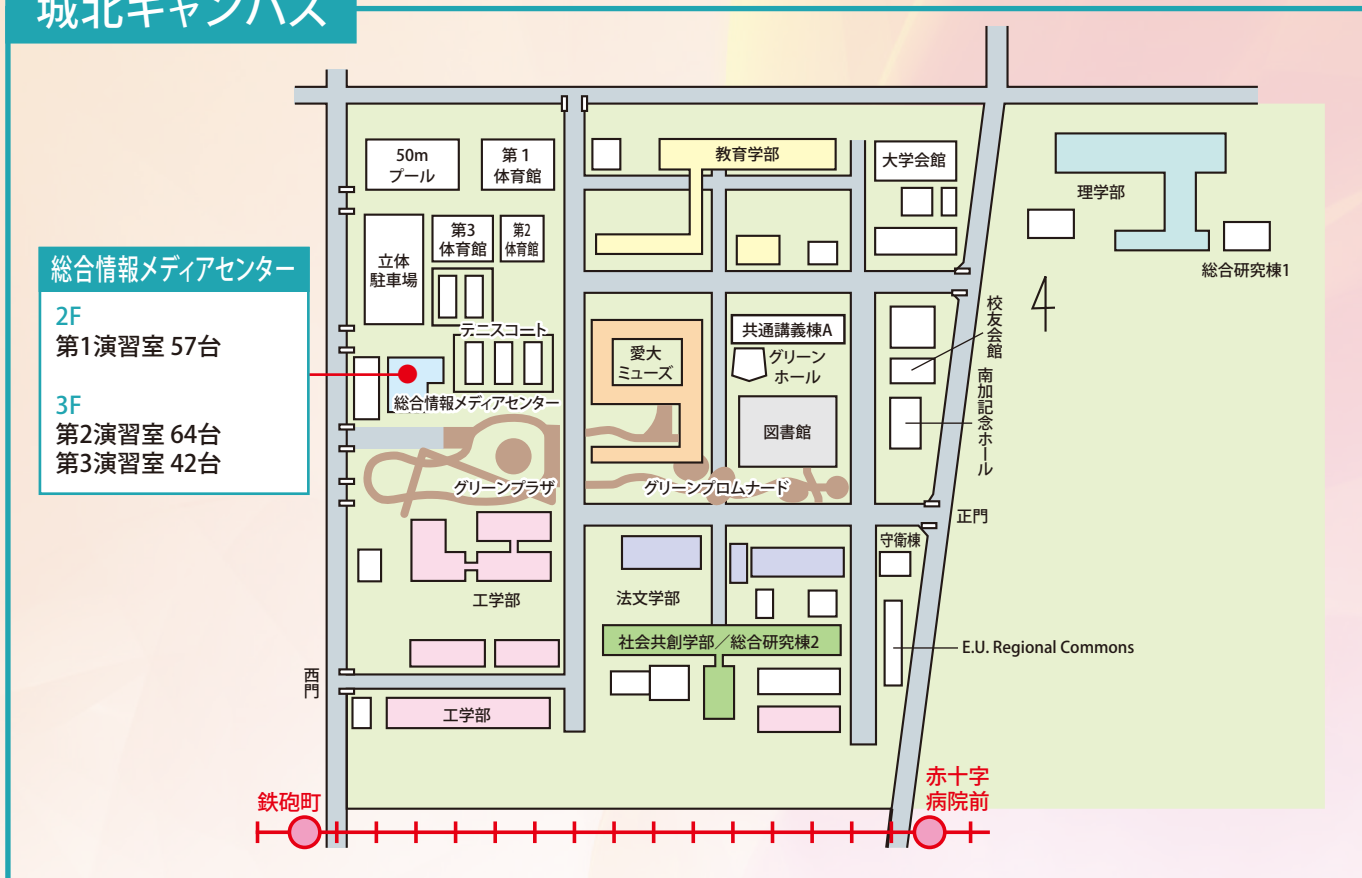 城北キャンパス
50m
プール
第1
体育館
教育学部
大学会館
理学部
総合研究棟1
立体
駐車場
第3
体育館
第2
体育館
総合情報メディアセンター
2F
第1演習室 57台
3F
第2演習室 64台
第3演習室 42台
テニスコート
総合情報メディアセンター
愛大
ミューズ
共通講義棟A
グリーン
ホール
図書館
校友会館
南加記念ホール
グリーンプラザ
グリーンプロムナード
正門
守衛棟
工学部
法文学部
社会共創学部/総合研究棟2
E.U. Regional Commons
西門
工学部
鉄砲町
赤十字
病院前